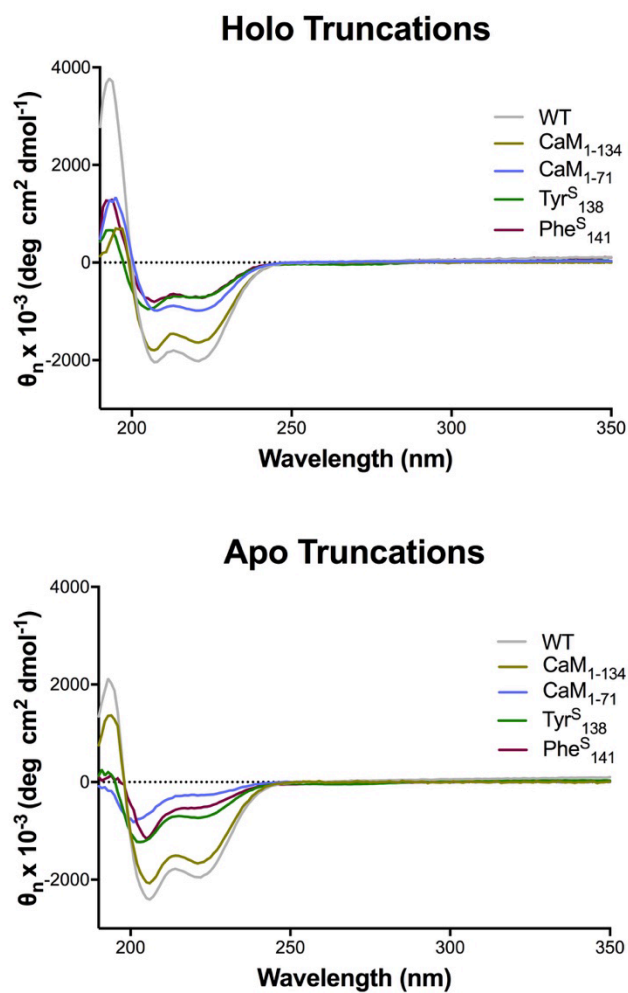 Holo Truncations
4000
2000
0
-2000
θn x 10-3 (deg cm2 dmol-1)
WT
CaM1-134
CaM1-71
TyrS138
PheS141
200
250
300
350
Wavelength (nm)
Apo Truncations
4000
2000
0
-2000
θn x 10-3 (deg cm2 dmol-1)
WT
CaM1-134
CaM1-71
TyrS138
PheS141
200
250
300
350
Wavelength (nm)